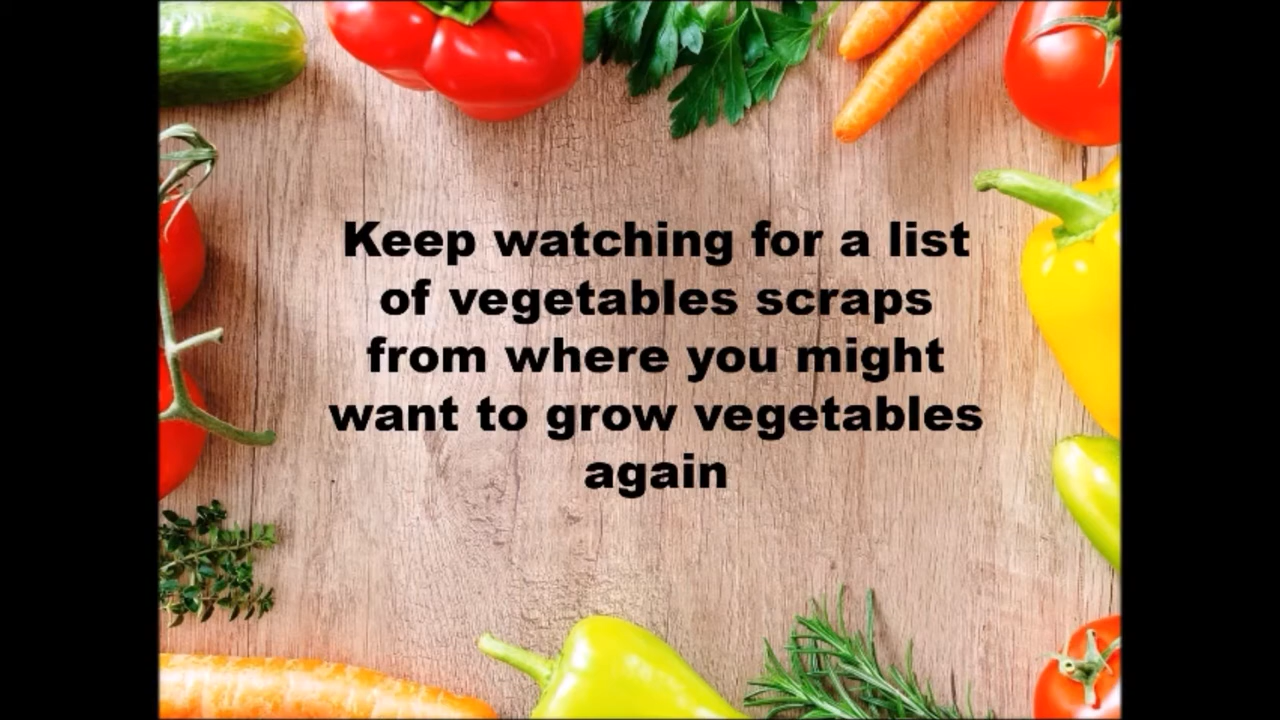 Keep watching for a list
of vegetables scraps
from where you might
want to grow vegetables
again